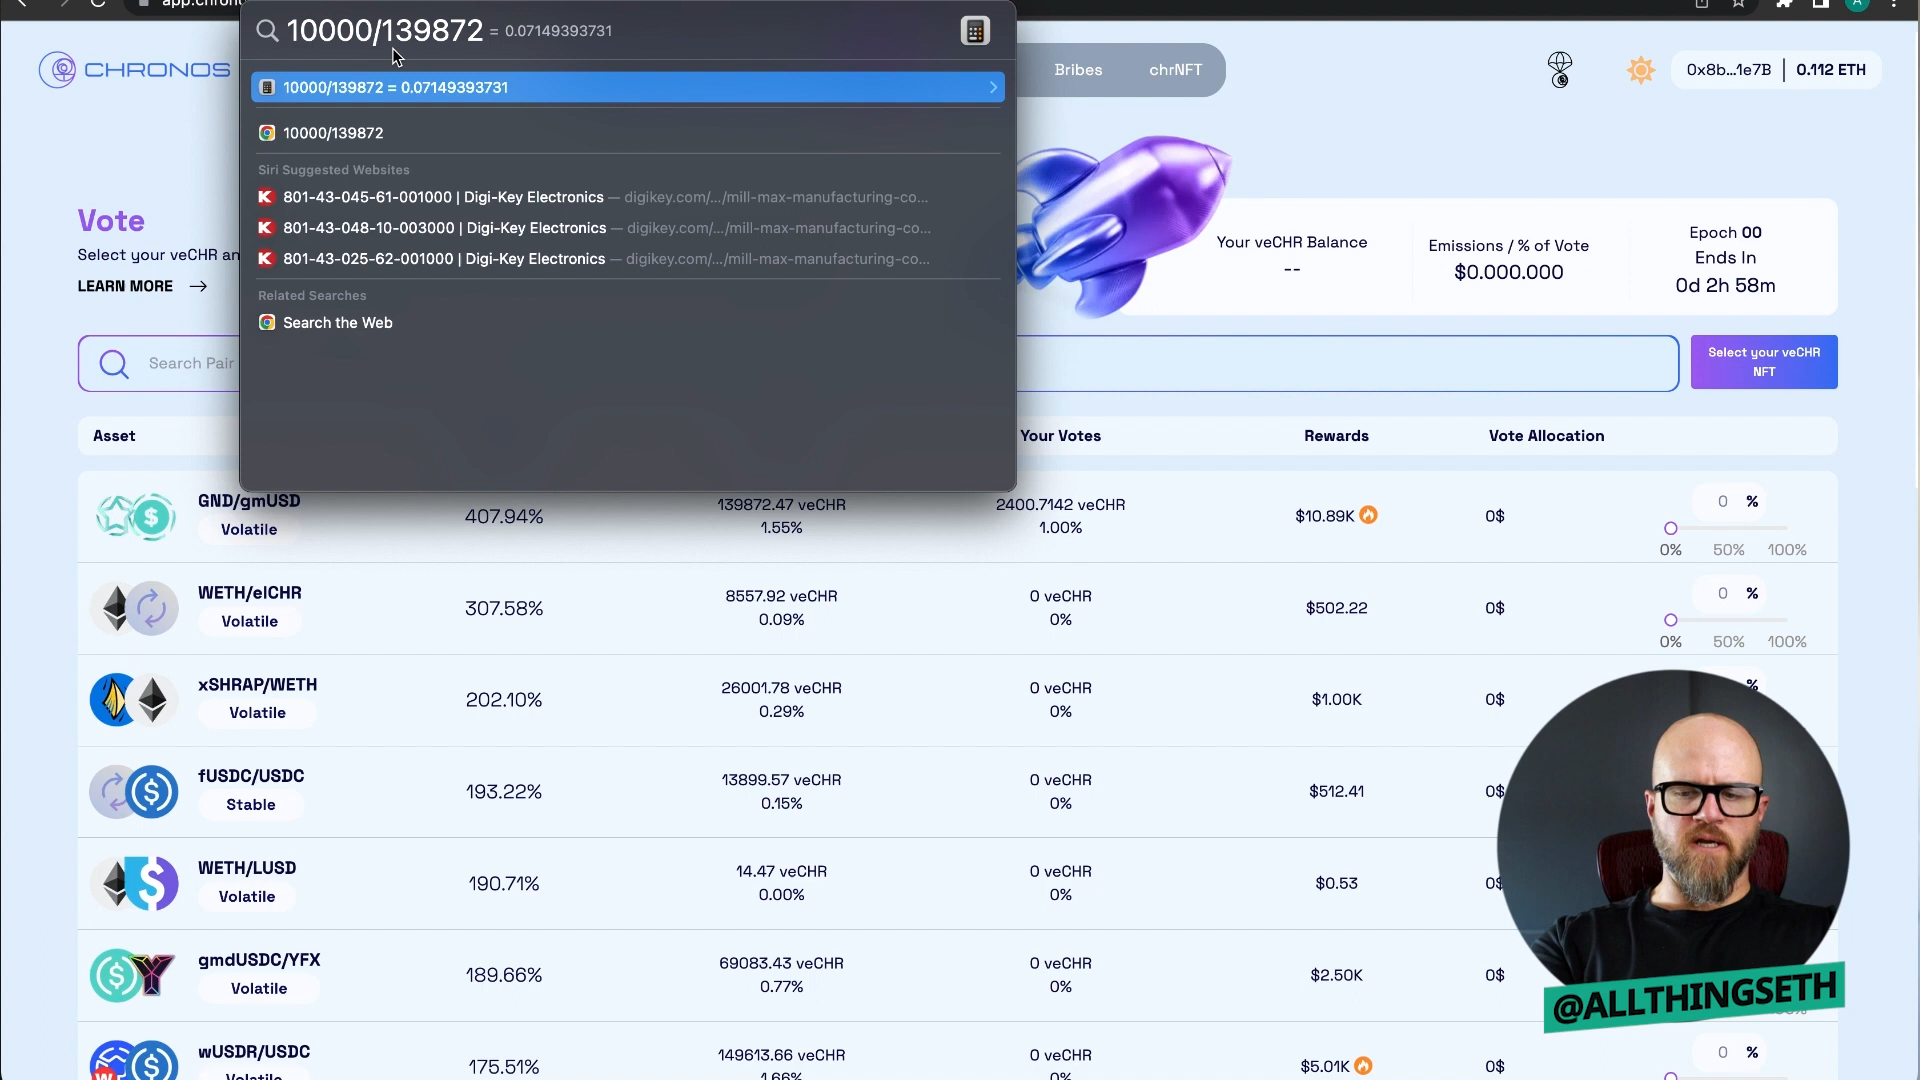 app.chron
10000/139872 = 0.07149393731
10000/139872 = 0.07149393731
10000/139872
Siri Suggested Websites
801-43-045-61-001000 | Digi-Key Electronics — digikey.com/.../mill-max-manufacturing-co...
801-43-048-10-003000 | Digi-Key Electronics — digikey.com/.../mill-max-manufacturing-co...
801-43-025-62-001000 | Digi-Key Electronics — digikey.com/.../mill-max-manufacturing-co...
Related Searches
Search the Web
CHRONOS
Bribes
chrNFT
0x8b...1e7B | 0.112 ETH
A
Vote
Select your veCHR an
LEARN MORE →
Your veCHR Balance
--
Emissions / % of Vote
$0.000.000
Epoch 00
Ends In
0d 2h 58m
Search Pair
Select your veCHR
NFT
Asset
Your Votes
Rewards
Vote Allocation
GND/gmUSD
Volatile
407.94%
139872.47 veCHR
1.55%
2400.7142 veCHR
1.00%
$10.89K
0$
0 %
0% 50% 100%
WETH/elCHR
Volatile
307.58%
8557.92 veCHR
0.09%
0 veCHR
0%
$502.22
0$
0 %
0% 50% 100%
xSHRAP/WETH
Volatile
202.10%
26001.78 veCHR
0.29%
0 veCHR
0%
$1.00K
0$
%
fUSDC/USDC
Stable
193.22%
13899.57 veCHR
0.15%
0 veCHR
0%
$512.41
0$
WETH/LUSD
Volatile
190.71%
14.47 veCHR
0.00%
0 veCHR
0%
$0.53
0$
gmdUSDC/YFX
Volatile
189.66%
69083.43 veCHR
0.77%
0 veCHR
0%
$2.50K
0$
@ALLTHINGSETH
wUSDR/USDC
Volatile
175.51%
149613.66 veCHR
1.66%
0 veCHR
0%
$5.01K
0$
0 %